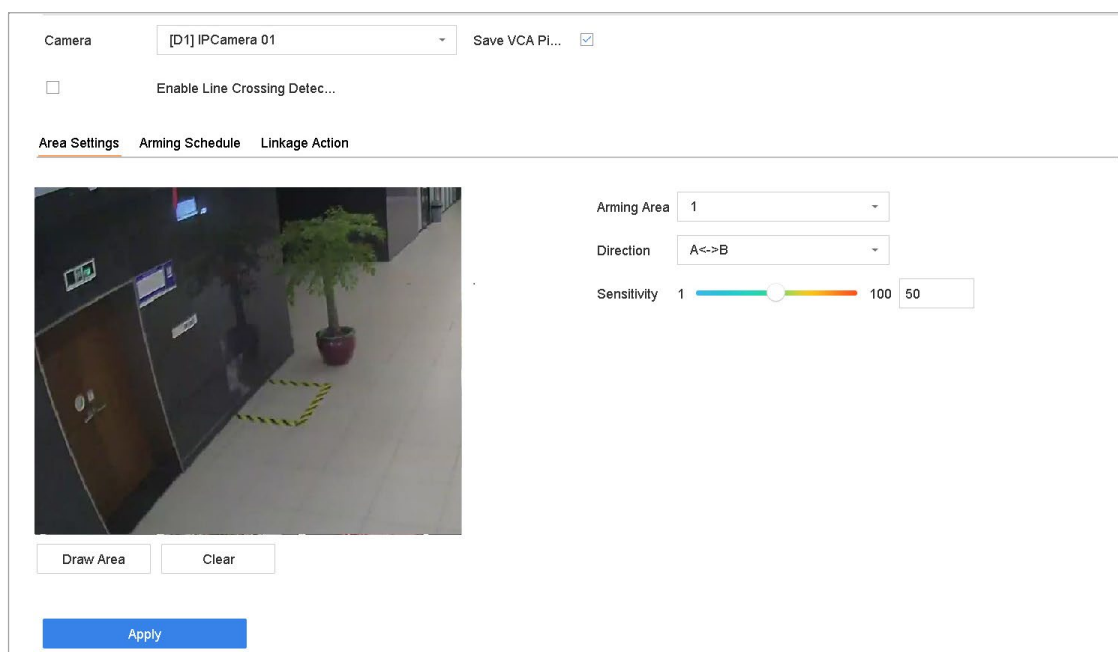 Camera [D1] IPCamera 01 Save VCA Pi...
Enable Line Crossing Detec...
Area Settings Arming Schedule Linkage Action
Arming Area 1
Direction A<->B
Sensitivity 1 100 50
Draw Area Clear
Apply